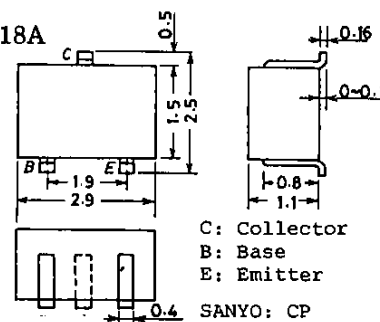 18A
C
0.5
1.5
2.5
B
E
1.9
2.9
0.16
0~0.
0.8
1.1
C: Collector
B: Base
E: Emitter
0.4
SANYO: CP